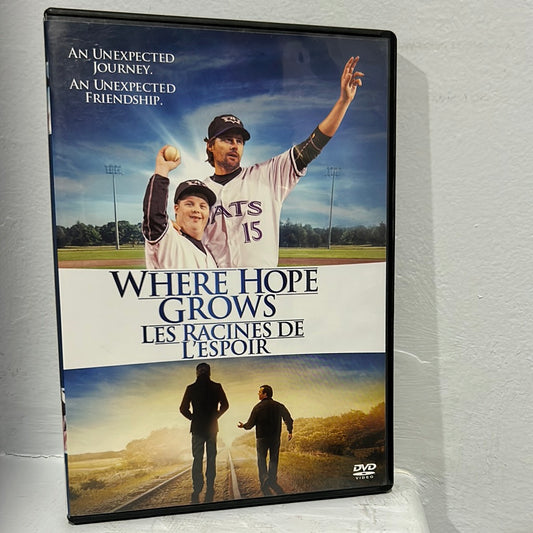 An Unexpected
Journey.
An Unexpected
Friendship.
ATS
15
Where Hope
Grows
Les Racines de
l'espoir
DVD
VIDEO